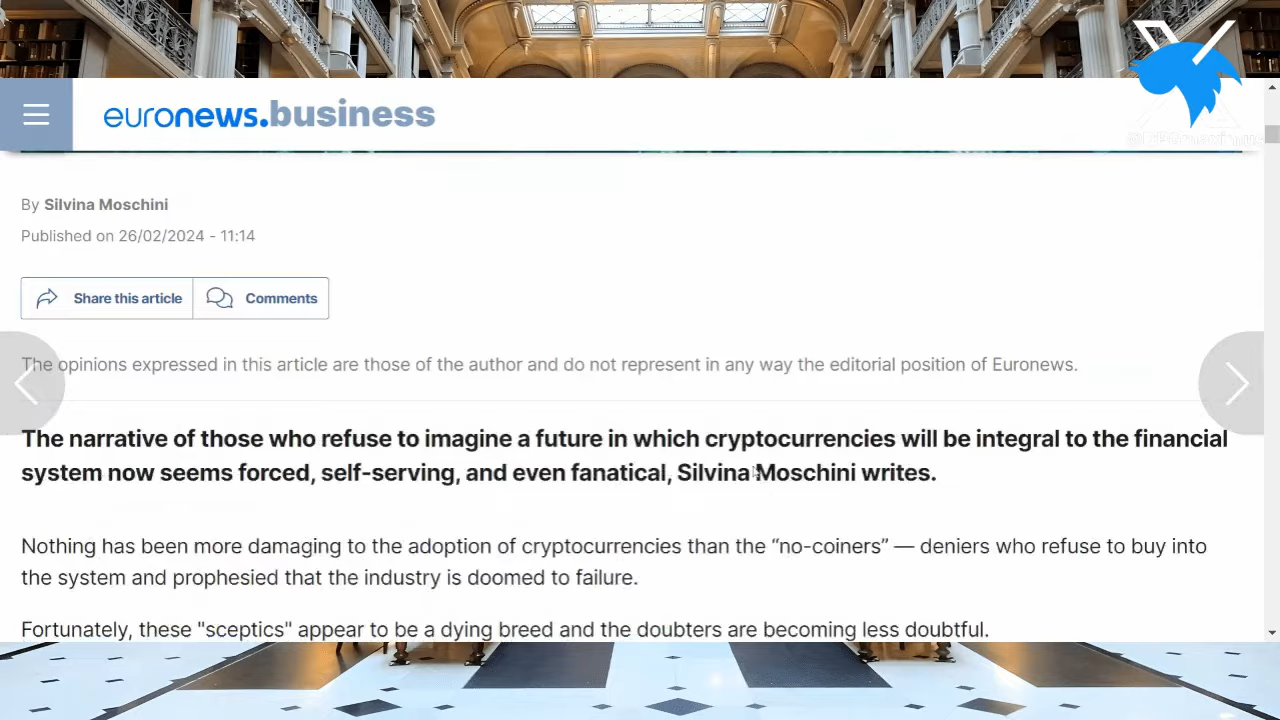 euronews.business
By Silvina Moschini
Published on 26/02/2024 - 11:14
Share this article
Comments
The opinions expressed in this article are those of the author and do not represent in any way the editorial position of Euronews.
The narrative of those who refuse to imagine a future in which cryptocurrencies will be integral to the financial
system now seems forced, self-serving, and even fanatical, Silvina Moschini writes.
Nothing has been more damaging to the adoption of cryptocurrencies than the “no-coiners” — deniers who refuse to buy into
the system and prophesied that the industry is doomed to failure.
Fortunately, these "sceptics" appear to be a dying breed and the doubters are becoming less doubtful.